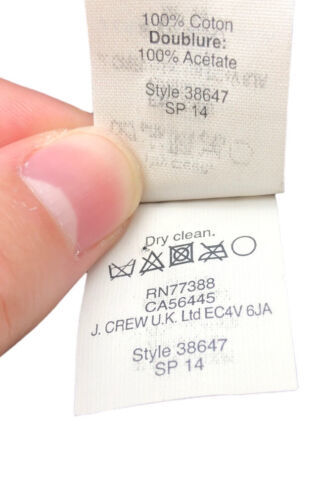 100% Coton
Doublure:
100% Acétate
Style 38647
SP 14
Dry clean.
RN77388
CA56445
J. CREW U.K. Ltd EC4V 6JA
Style 38647
SP 14